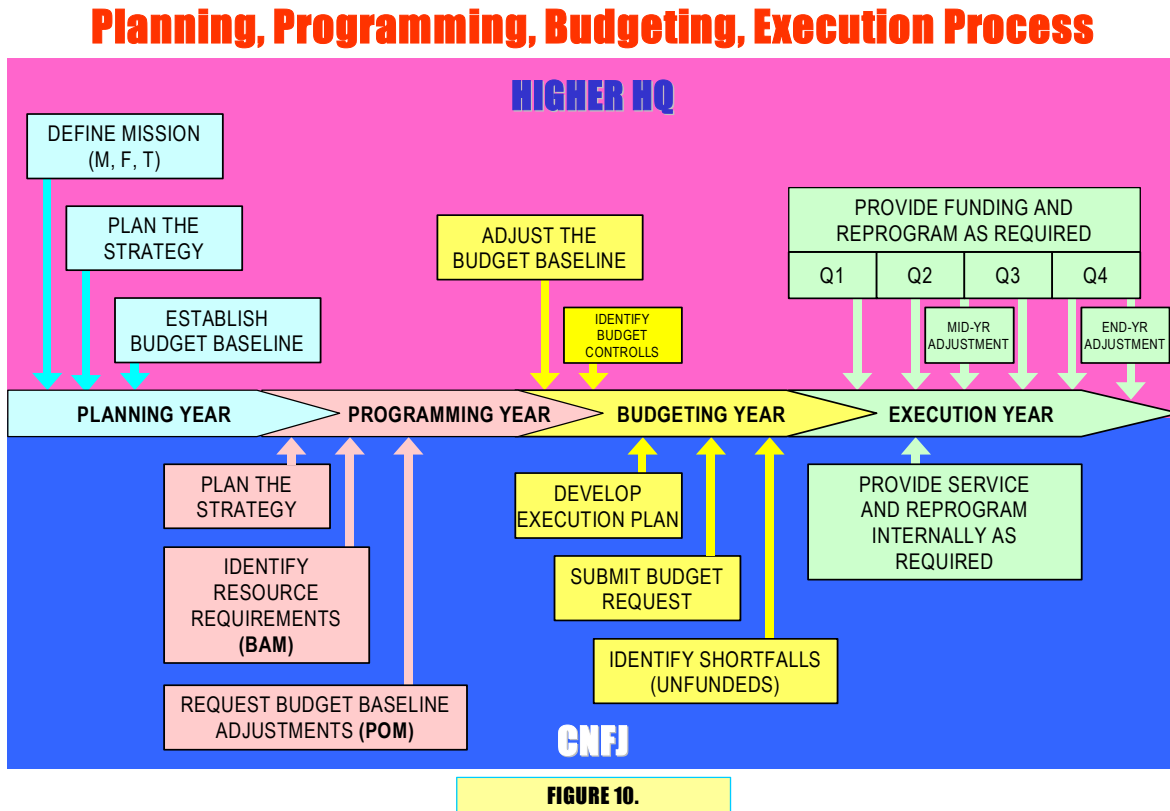 Planning, Programming, Budgeting, Execution Process
HIGHER HQ
DEFINE MISSION
(M, F, T)
PLAN THE
STRATEGY
ESTABLISH
BUDGET BASELINE
ADJUST THE
BUDGET BASELINE
IDENTIFY
BUDGET
CONTROLLS
PROVIDE FUNDING AND
REPROGRAM AS REQUIRED
Q1 Q2 Q3 Q4
MID-YR
ADJUSTMENT
END-YR
ADJUSTMENT
PLANNING YEAR PROGRAMMING YEAR BUDGETING YEAR EXECUTION YEAR
PLAN THE
STRATEGY
IDENTIFY
RESOURCE
REQUIREMENTS
(BAM)
REQUEST BUDGET BASELINE
ADJUSTMENTS (POM)
DEVELOP
EXECUTION PLAN
SUBMIT BUDGET
REQUEST
IDENTIFY SHORTFALLS
(UNFUNDEDS)
PROVIDE SERVICE
AND REPROGRAM
INTERNALLY AS
REQUIRED
CNFJ
FIGURE 10.